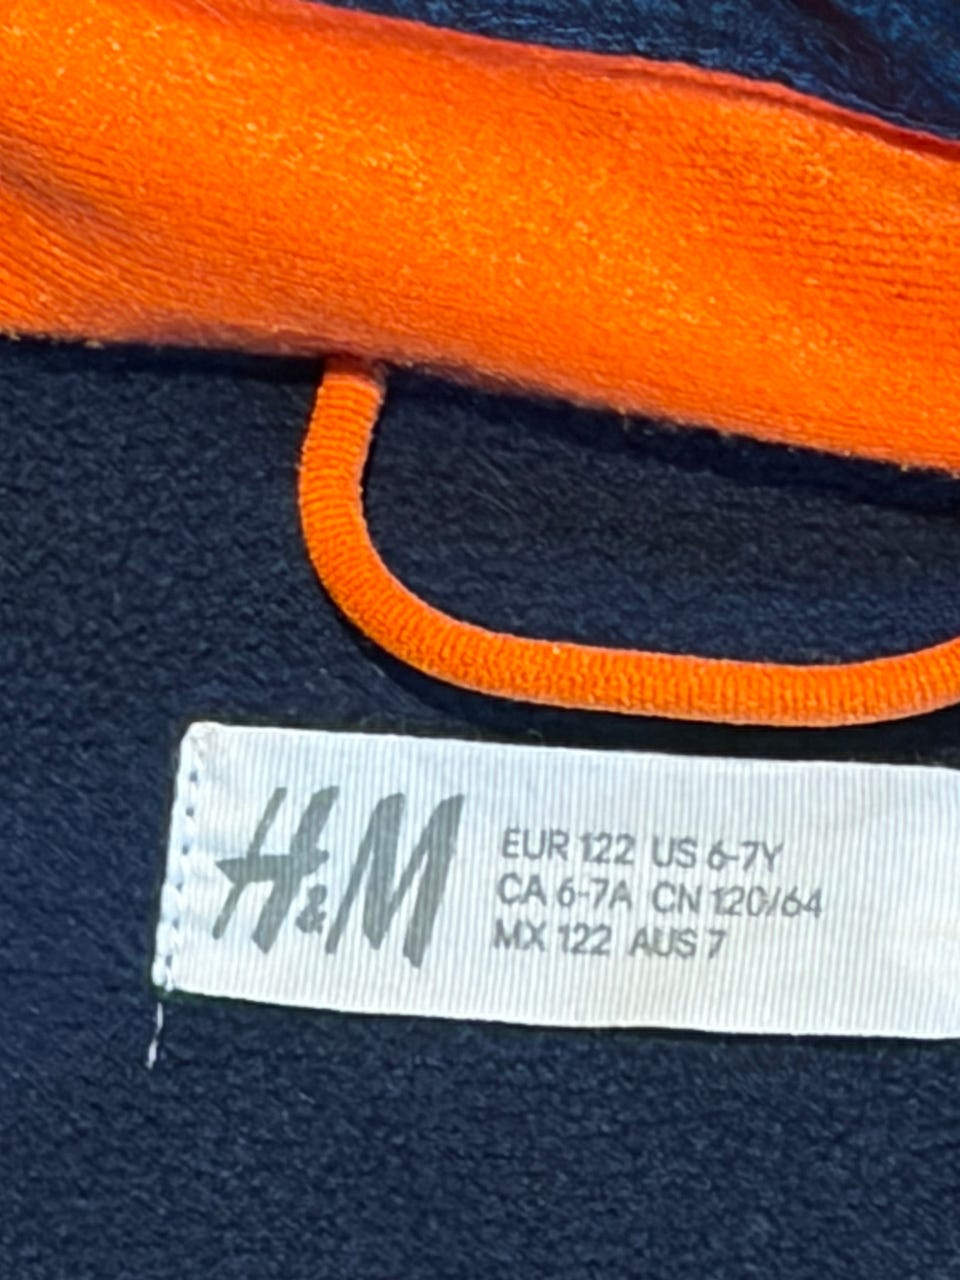 H&M
EUR 122 US 6-7Y
CA 6-7A CN 120/64
MX 122 AUS 7